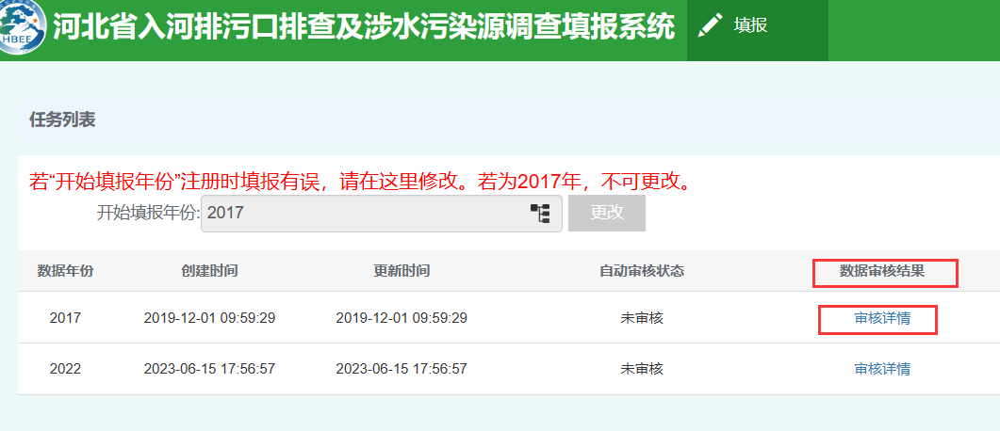 HBEE
河北省入河排污口排查及涉水污染源调查填报系统 填报
任务列表
若“开始填报年份”注册时填报有误，请在这里修改。若为2017年，不可更改。
开始填报年份: 2017 更改
数据年份 创建时间 更新时间 自动审核状态 数据审核结果
2017 2019-12-01 09:59:29 2019-12-01 09:59:29 未审核 审核详情
2022 2023-06-15 17:56:57 2023-06-15 17:56:57 未审核 审核详情